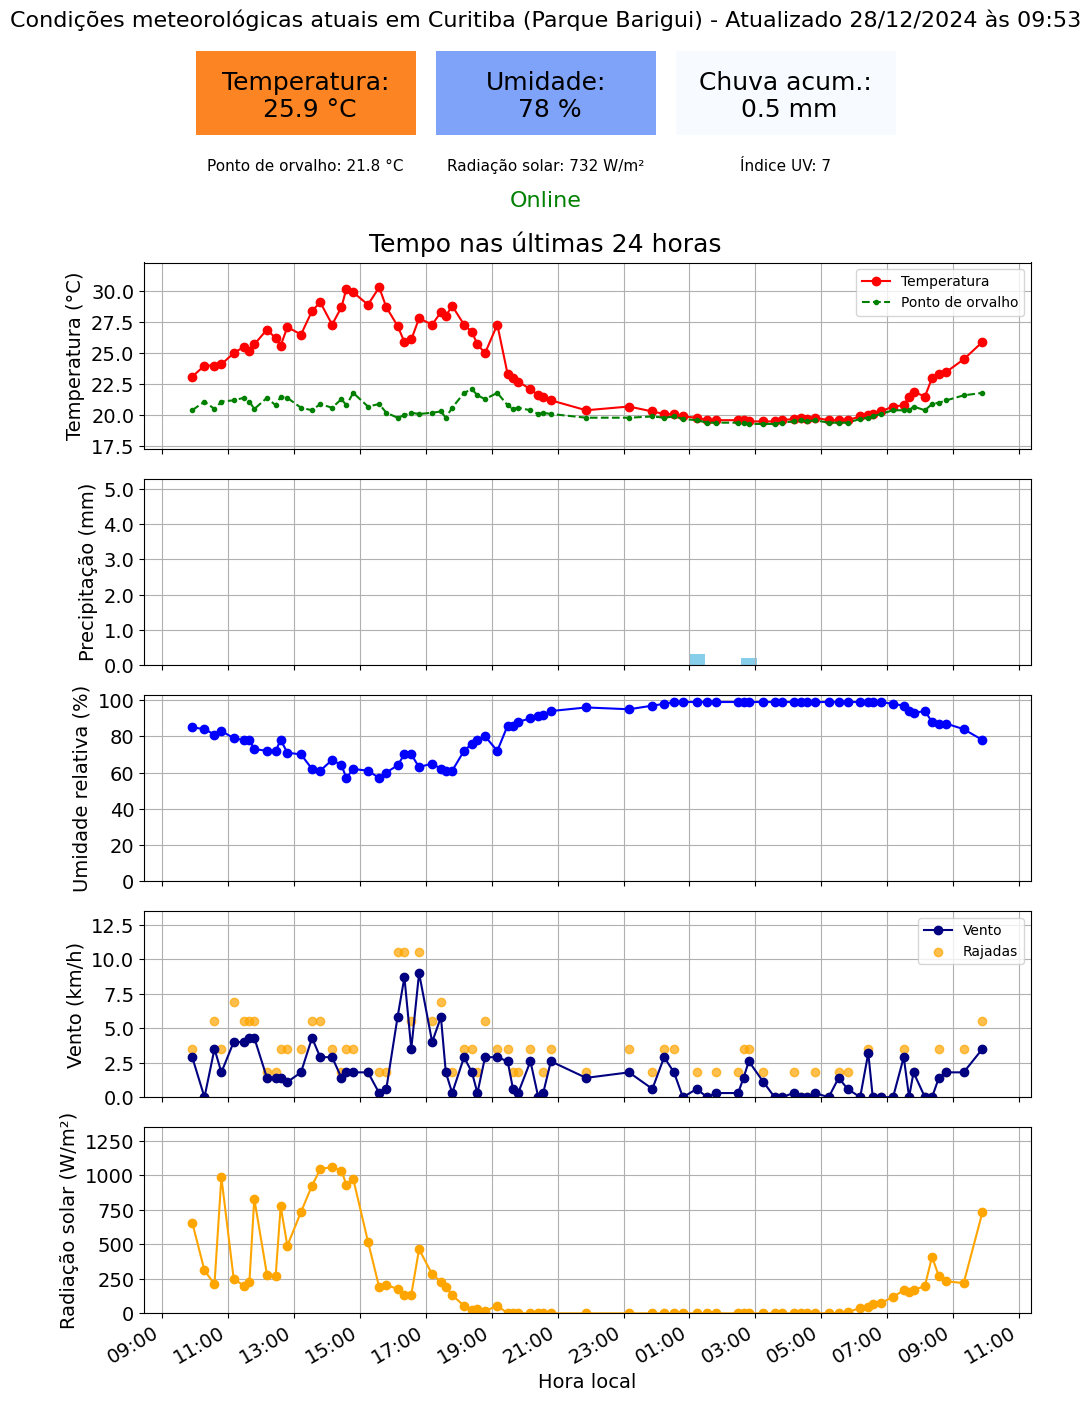 Condições meteorológicas atuais em Curitiba (Parque Barigui) - Atualizado 28/12/2024 às 09:53
Temperatura:
25.9 °C
Umidade:
78 %
Chuva acum.:
0.5 mm
Ponto de orvalho: 21.8 °C
Radiação solar: 732 W/m²
Índice UV: 7
Online
Tempo nas últimas 24 horas
Temperatura (°C)
30.0
27.5
25.0
22.5
20.0
17.5
Temperatura
Ponto de orvalho
Precipitação (mm)
5.0
4.0
3.0
2.0
1.0
0.0
Umidade relativa (%)
100
80
60
40
20
0
Vento (km/h)
12.5
10.0
7.5
5.0
2.5
0.0
Vento
Rajadas
Radiação solar (W/m²)
1250
1000
750
500
250
0
09:00 11:00 13:00 15:00 17:00 19:00 21:00 23:00 01:00 03:00 05:00 07:00 09:00 11:00
Hora local